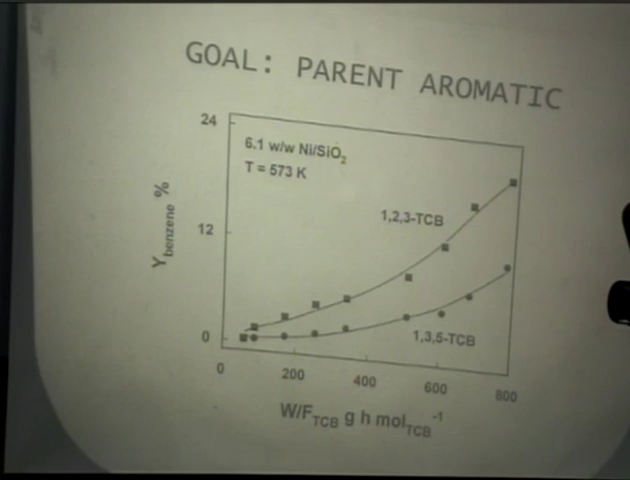 GOAL: PARENT AROMATIC
24
6.1 w/w Ni/SiO2
T = 573 K
1,2,3-TCB
Ybenzene %
12
0
1,3,5-TCB
0 200 400 600 800
W/FTCB g h molTCB-1